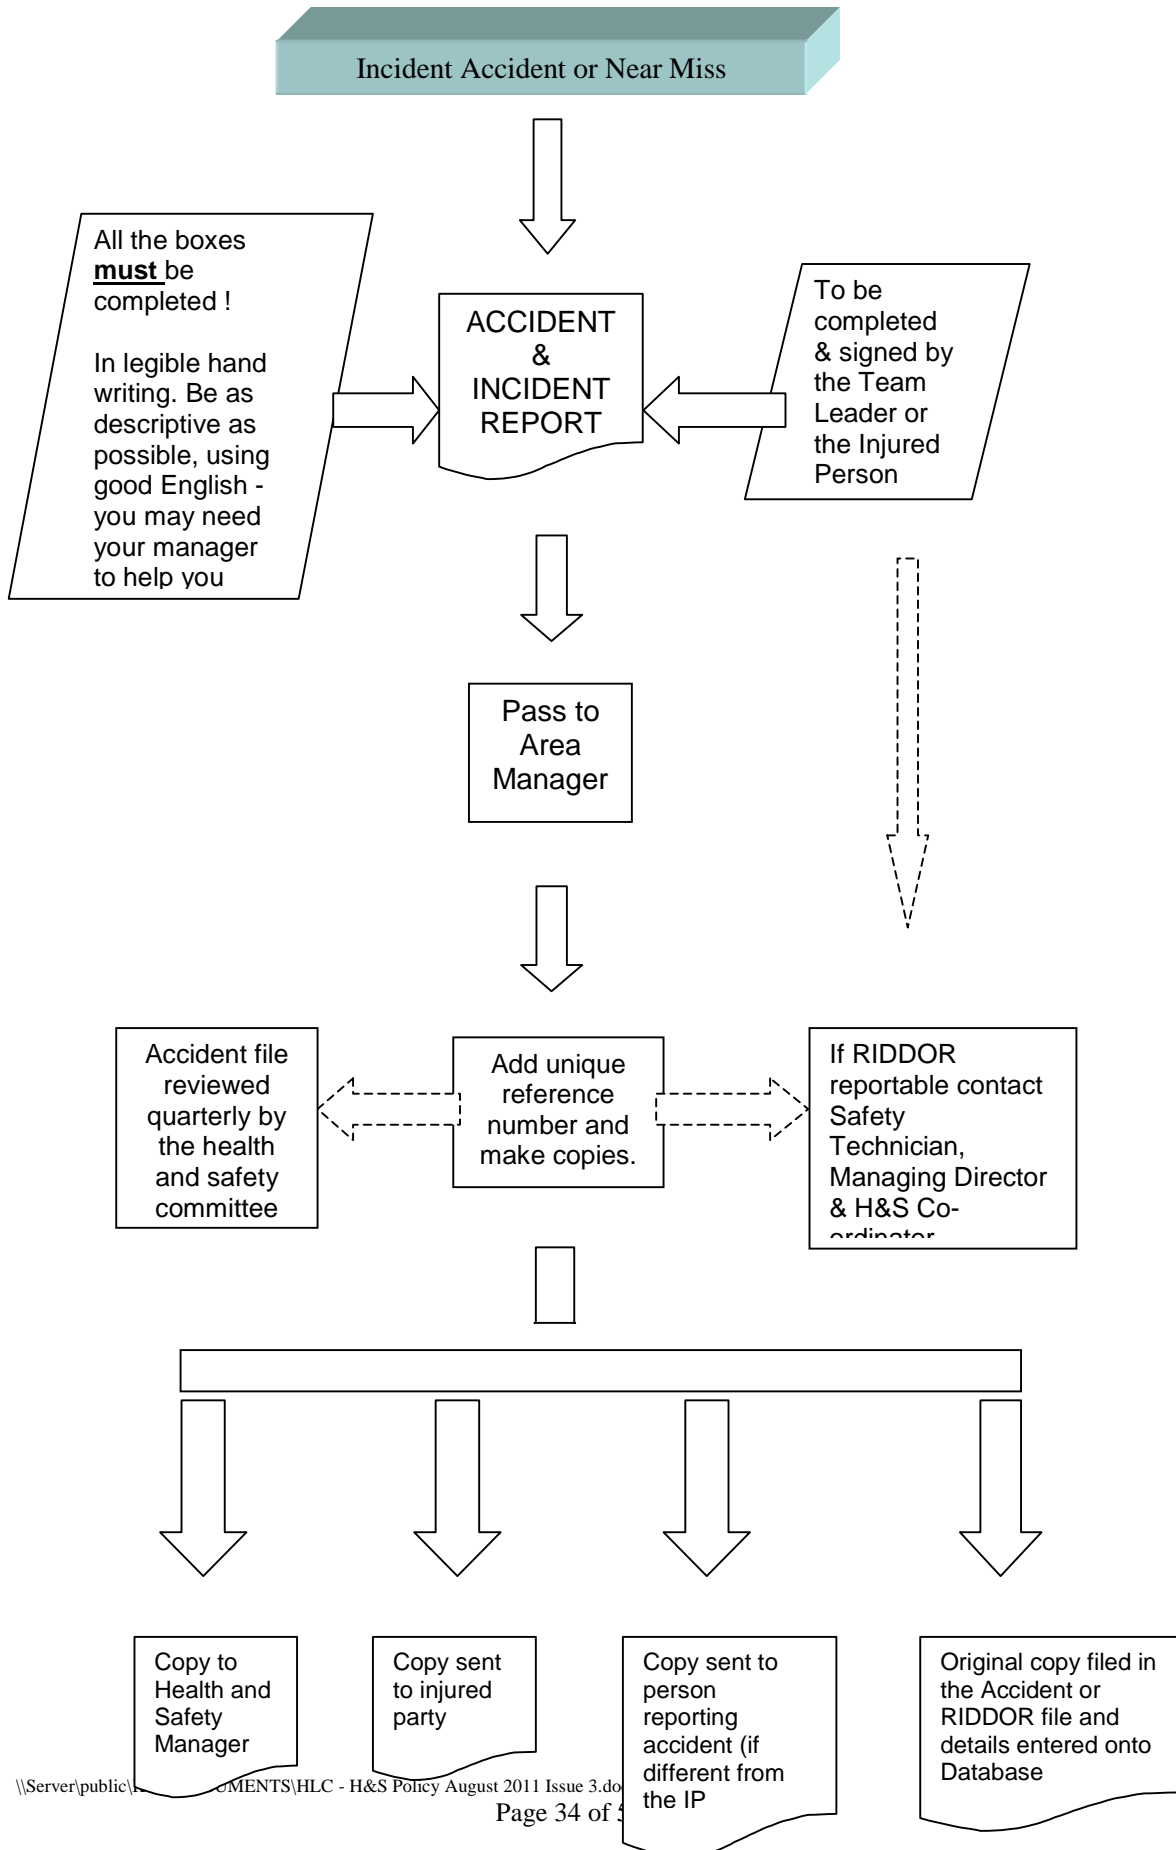 Incident Accident or Near Miss
All the boxes
must be
completed !
In legible hand
writing. Be as
descriptive as
possible, using
good English -
you may need
your manager
to help you
ACCIDENT
&
INCIDENT
REPORT
To be
completed
& signed by
the Team
Leader or
the Injured
Person
Pass to
Area
Manager
Accident file
reviewed
quarterly by
the health
and safety
committee
Add unique
reference
number and
make copies.
If RIDDOR
reportable contact
Safety
Technician,
Managing Director
& H&S Co-
ordinator
Copy to
Health and
Safety
Manager
Copy sent
to injured
party
Copy sent to
person
reporting
accident (if
different from
the IP
Original copy filed in
the Accident or
RIDDOR file and
details entered onto
Database
\\Server\public\ UMENTS\HLC - H&S Policy August 2011 Issue 3.do
Page 34 of